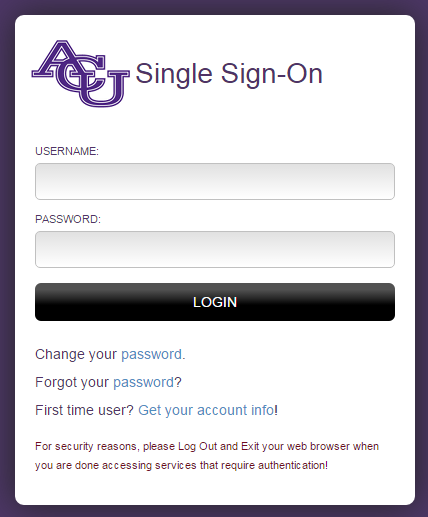 ACU Single Sign-On
USERNAME:
PASSWORD:
LOGIN
Change your password.
Forgot your password?
First time user? Get your account info!
For security reasons, please Log Out and Exit your web browser when
you are done accessing services that require authentication!